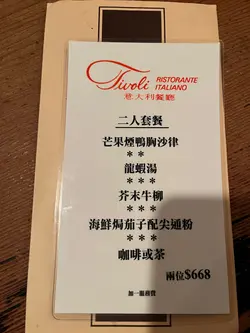 Tivoli RISTORANTE
ITALIANO
意大利餐廳
二人套餐
芒果煙鴨胸沙律
* *
龍蝦湯
* * *
芥末牛柳
* * *
海鮮焗茄子配尖通粉
* * *
咖啡或茶
兩位$668
加一服務費